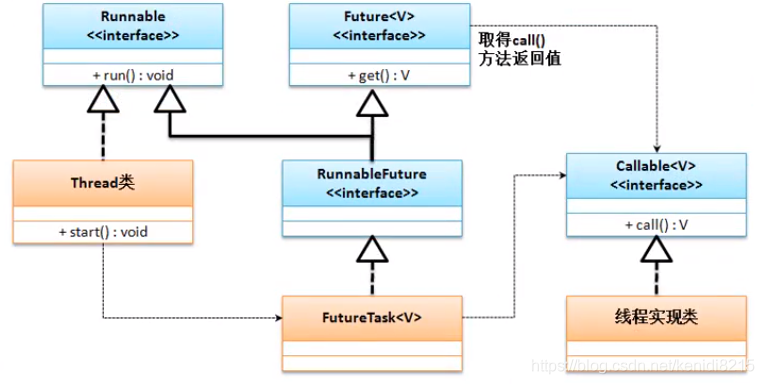 Runnable
<<interface>>
+ run() : void
Future<V>
<<interface>>
+ get() : V
取得call()
方法返回值
Thread类
+ start() : void
RunnableFuture
<<interface>>
Callable<V>
<<interface>>
+ call() : V
FutureTask<V>
线程实现类
https://blog.csdn.net/kenidi8215